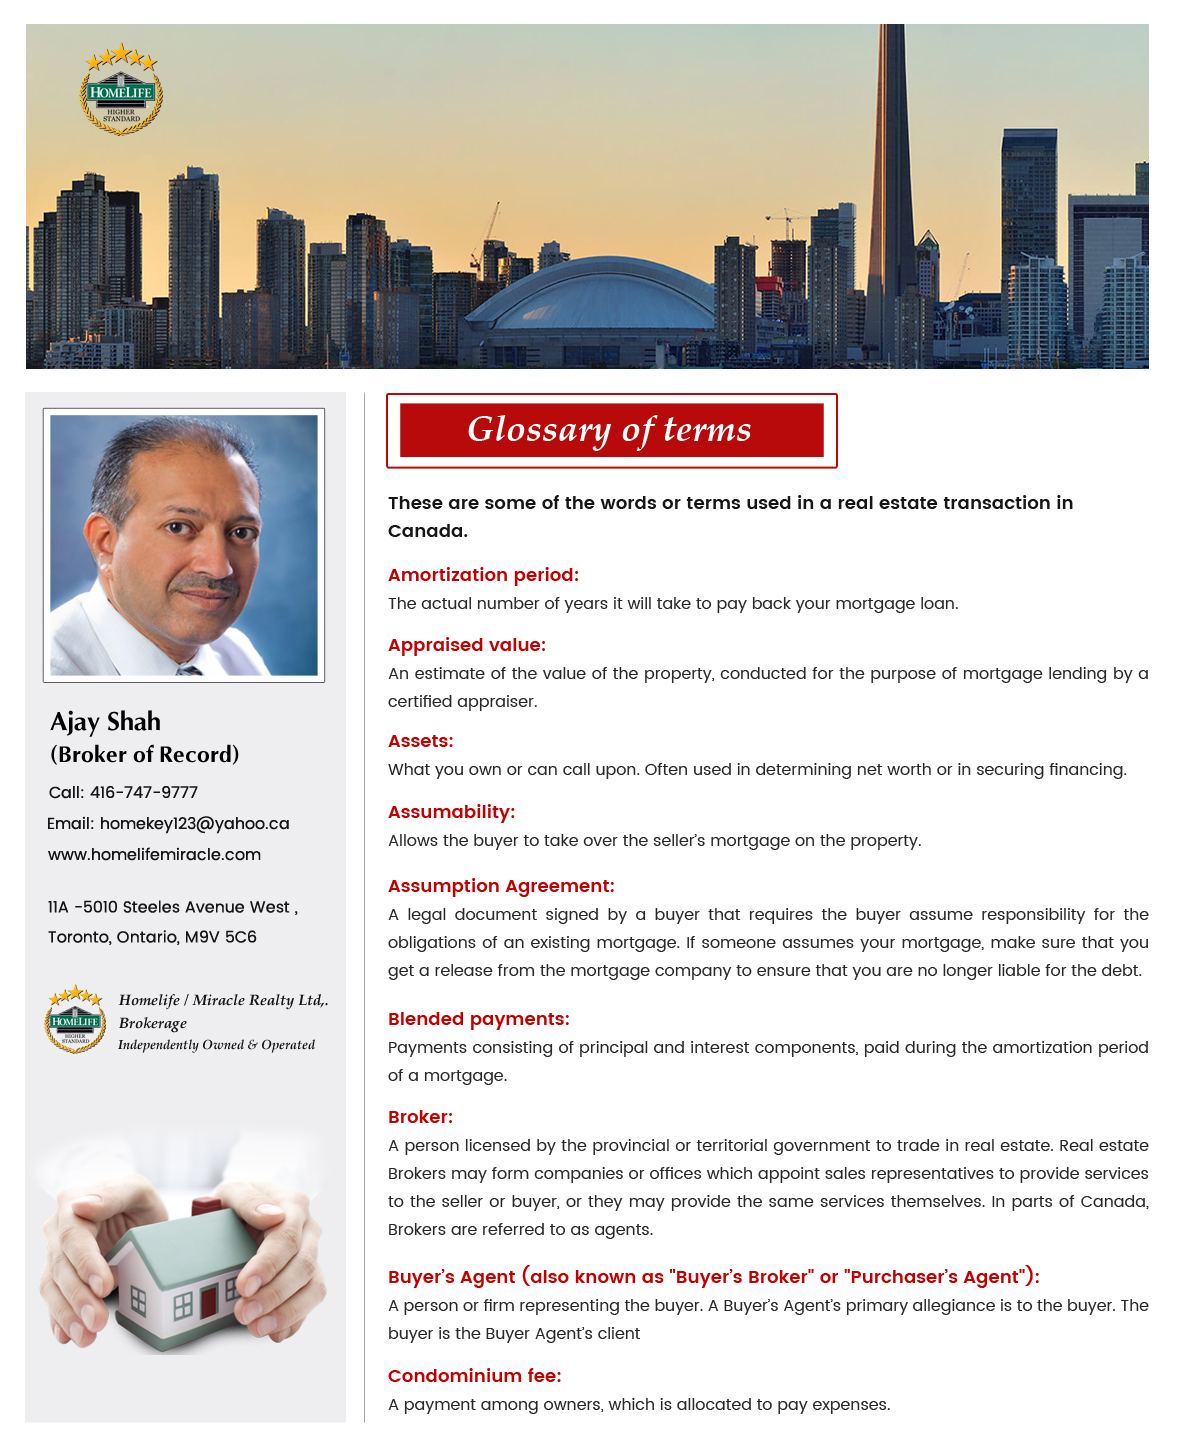 HOMELIFE
HIGHER
STANDARD
Glossary of terms
These are some of the words or terms used in a real estate transaction in
Canada.
Amortization period:
The actual number of years it will take to pay back your mortgage loan.
Appraised value:
An estimate of the value of the property, conducted for the purpose of mortgage lending by a
certified appraiser.
Assets:
What you own or can call upon. Often used in determining net worth or in securing financing.
Assumability:
Allows the buyer to take over the seller's mortgage on the property.
Assumption Agreement:
A legal document signed by a buyer that requires the buyer assume responsibility for the
obligations of an existing mortgage. If someone assumes your mortgage, make sure that you
get a release from the mortgage company to ensure that you are no longer liable for the debt.
Blended payments:
Payments consisting of principal and interest components, paid during the amortization period
of a mortgage.
Broker:
A person licensed by the provincial or territorial government to trade in real estate. Real estate
Brokers may form companies or offices which appoint sales representatives to provide services
to the seller or buyer, or they may provide the same services themselves. In parts of Canada,
Brokers are referred to as agents.
Buyer's Agent (also known as "Buyer's Broker" or "Purchaser's Agent"):
A person or firm representing the buyer. A Buyer's Agent's primary allegiance is to the buyer. The
buyer is the Buyer Agent's client
Condominium fee:
A payment among owners, which is allocated to pay expenses.
Ajay Shah
(Broker of Record)
Call: 416-747-9777
Email: homekey123@yahoo.ca
www.homelifemiracle.com
11A -5010 Steeles Avenue West ,
Toronto, Ontario, M9V 5C6
HOMELIFE
HIGHER
STANDARD
Homelife / Miracle Realty Ltd,.
Brokerage
Independently Owned & Operated